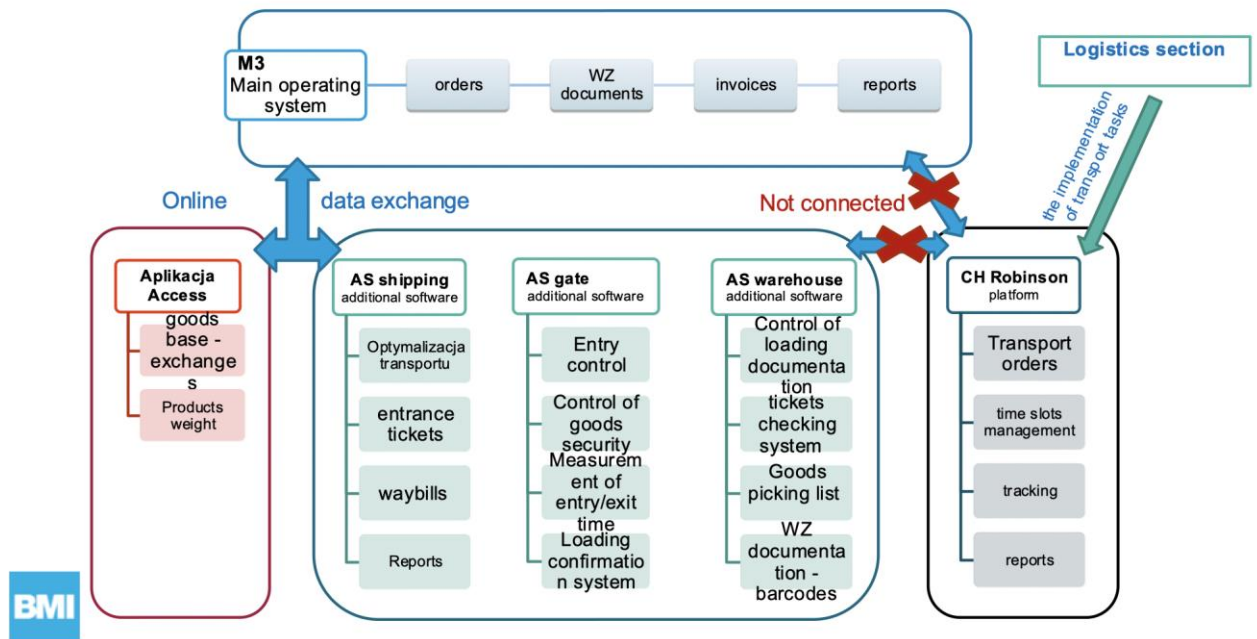 M3
Main operating
system
orders
WZ
documents
invoices
reports
Logistics section
the implementation
of transport tasks
Online
data exchange
Not connected
Aplikacja
Access
goods
base -
exchange
s
Products
weight
AS shipping
additional software
Optymalizacja
transportu
entrance
tickets
waybills
Reports
AS gate
additional software
Entry
control
Control of
goods
security
Measurem
ent of
entry/exit
time
Loading
confirmatio
n system
AS warehouse
additional software
Control of
loading
documenta
tion
tickets
checking
system
Goods
picking list
WZ
documenta
tion -
barcodes
CH Robinson
platform
Transport
orders
time slots
management
tracking
reports
BMI